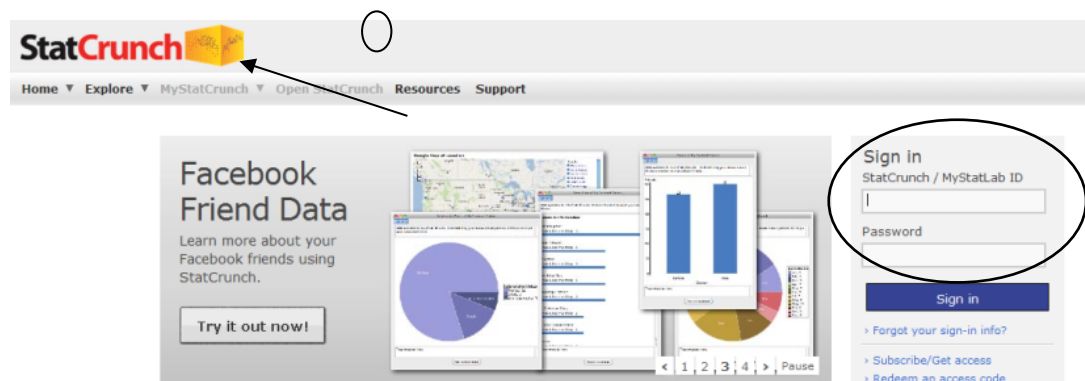 StatCrunch
Home ▼ Explore ▼ MyStatCrunch ▼ Open StatCrunch Resources Support
Facebook
Friend Data
Learn more about your
Facebook friends using
StatCrunch.
Try it out now!
< 1 2 3 4 > Pause
Sign in
StatCrunch / MyStatLab ID
Password
Sign in
› Forgot your sign-in info?
› Subscribe/Get access
› Redeem an access code